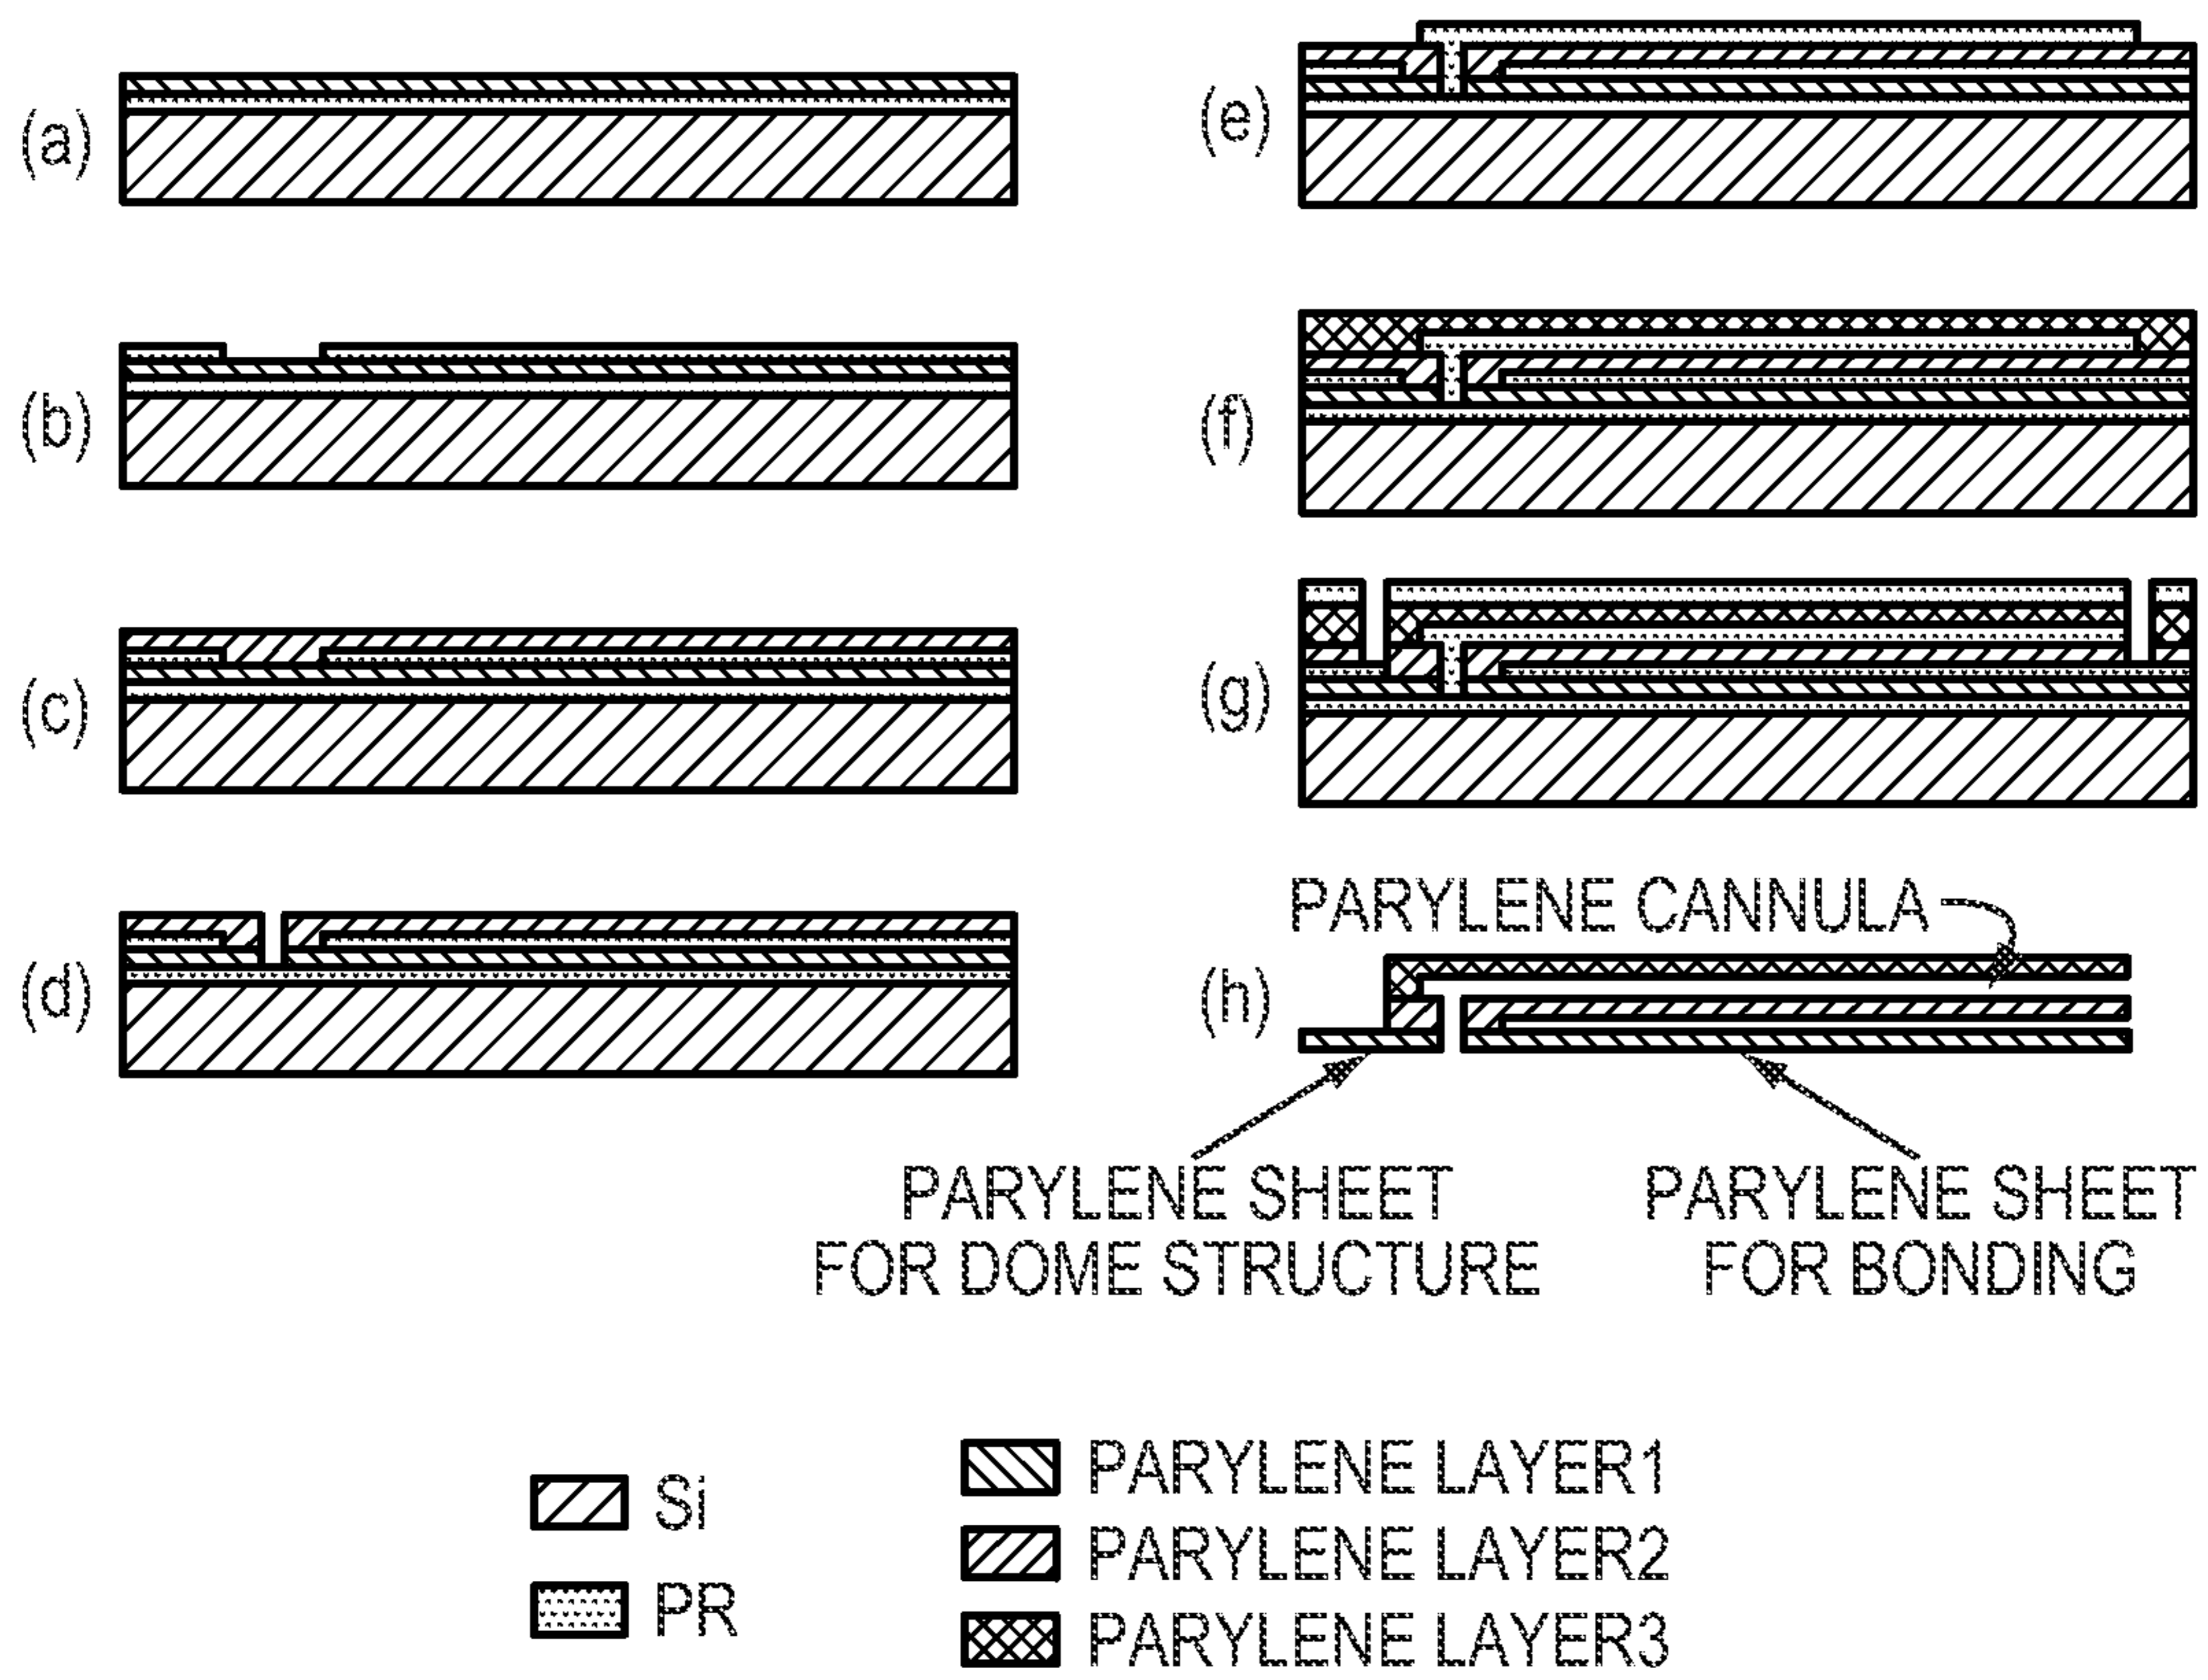 (a)
(b)
(c)
(d)
(e)
(f)
(g)
(h)
PARYLENE CANNULA
PARYLENE SHEET
FOR DOME STRUCTURE
PARYLENE SHEET
FOR BONDING
Si
PR
PARYLENE LAYER1
PARYLENE LAYER2
PARYLENE LAYER3